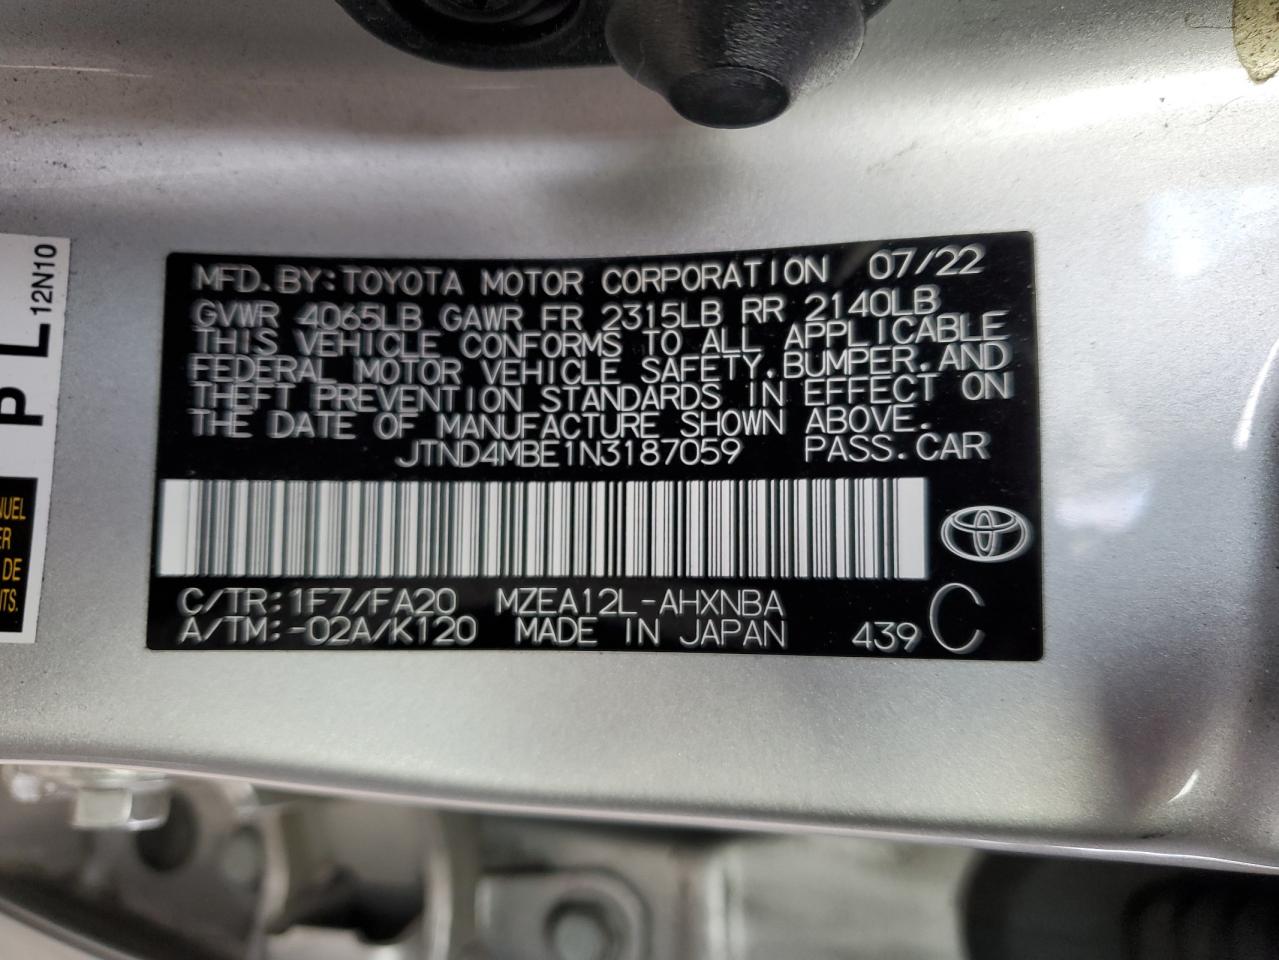 MFD.BY:TOYOTA MOTOR CORPORATION 07/22
GVWR 4065LB GAWR FR 2315LB RR 2140LB
THIS VEHICLE CONFORMS TO ALL APPLICABLE
FEDERAL MOTOR VEHICLE SAFETY,BUMPER,AND
THEFT PREVENTION STANDARDS IN EFFECT ON
THE DATE OF MANUFACTURE SHOWN ABOVE.
JTND4MBE1N3187059 PASS.CAR
C/TR:1F7/FA20 MZEA12L-AHXNBA
A/TM:-02A/K120 MADE IN JAPAN 439 C
P L 12N10
DE